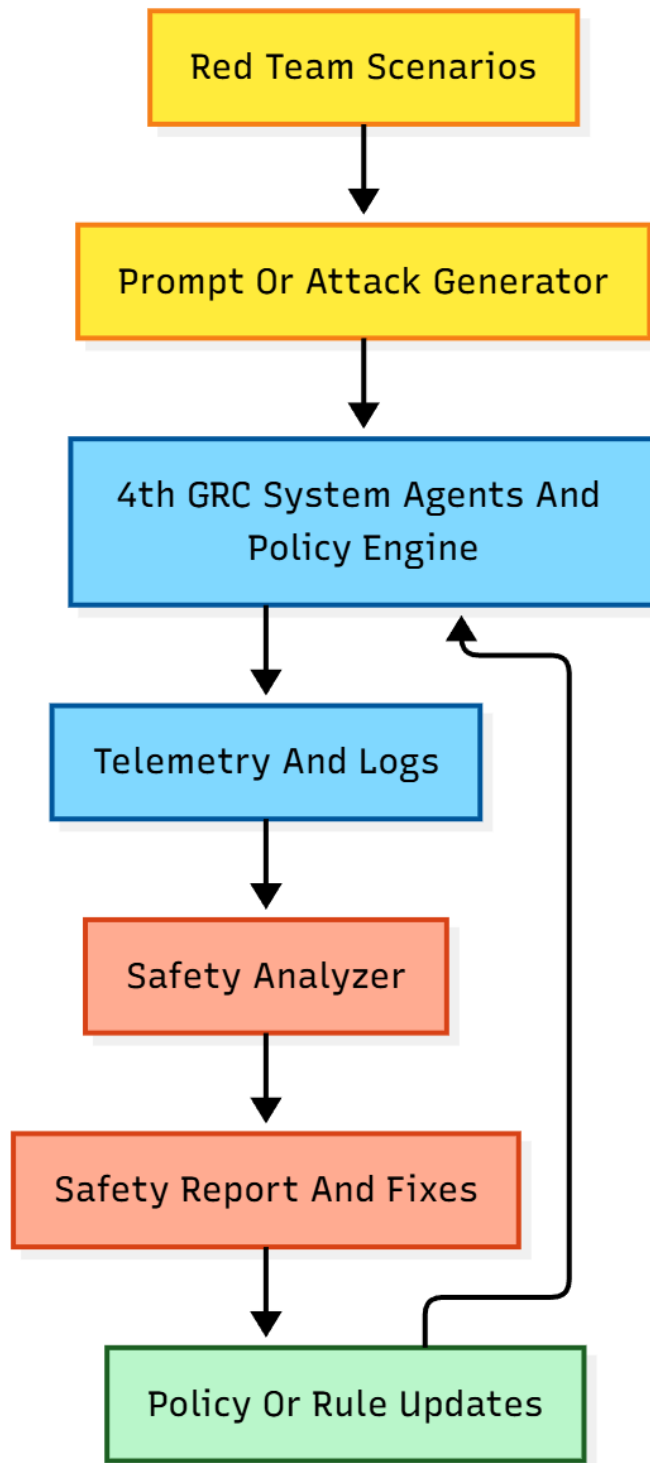 Red Team Scenarios
Prompt Or Attack Generator
4th GRC System Agents And
Policy Engine
Telemetry And Logs
Safety Analyzer
Safety Report And Fixes
Policy Or Rule Updates